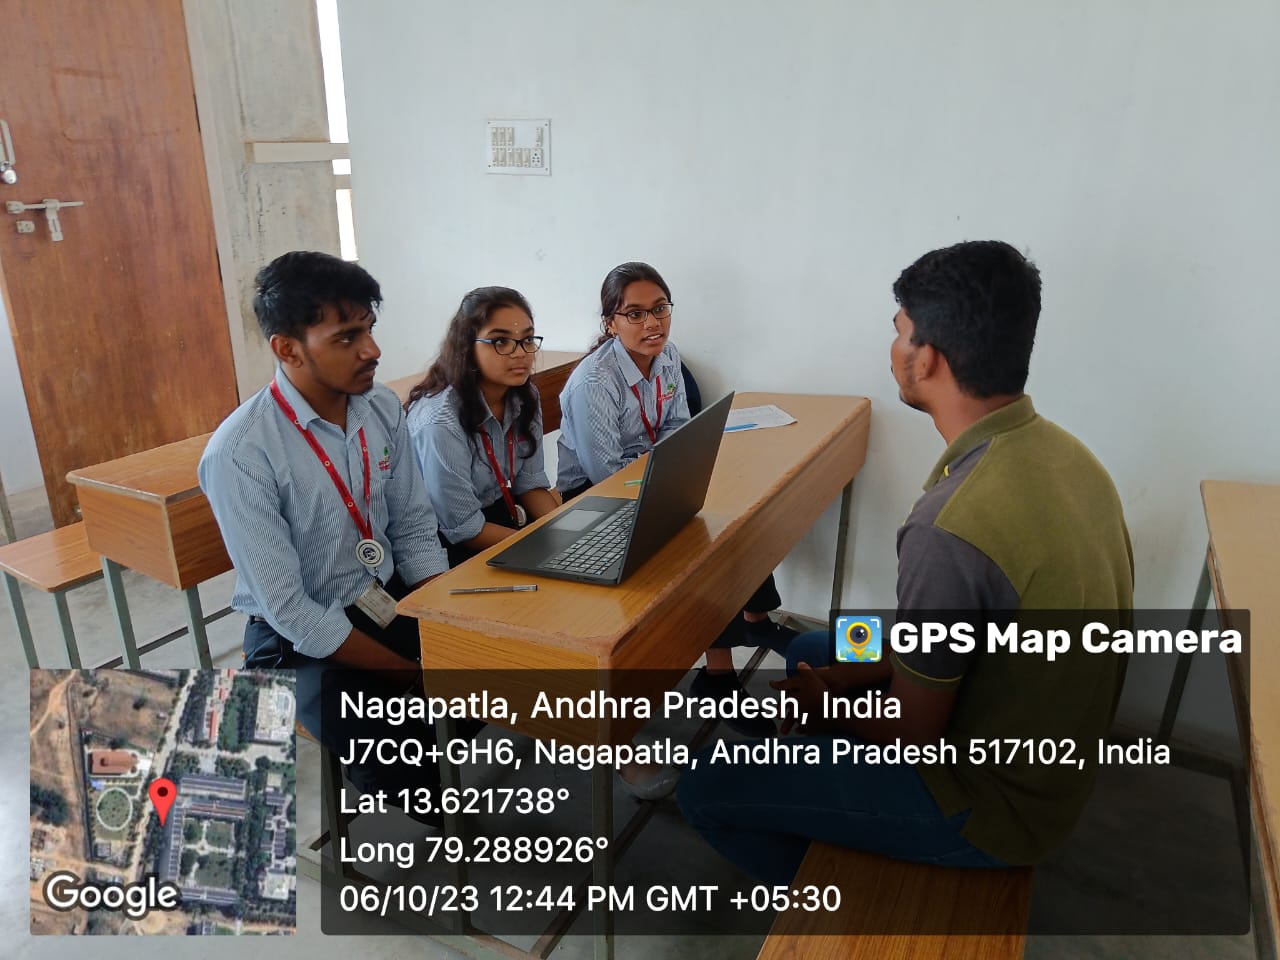 GPS Map Camera
Nagapatla, Andhra Pradesh, India
J7CQ+GH6, Nagapatla, Andhra Pradesh 517102, India
Lat 13.621738°
Long 79.288926°
06/10/23 12:44 PM GMT +05:30
Google